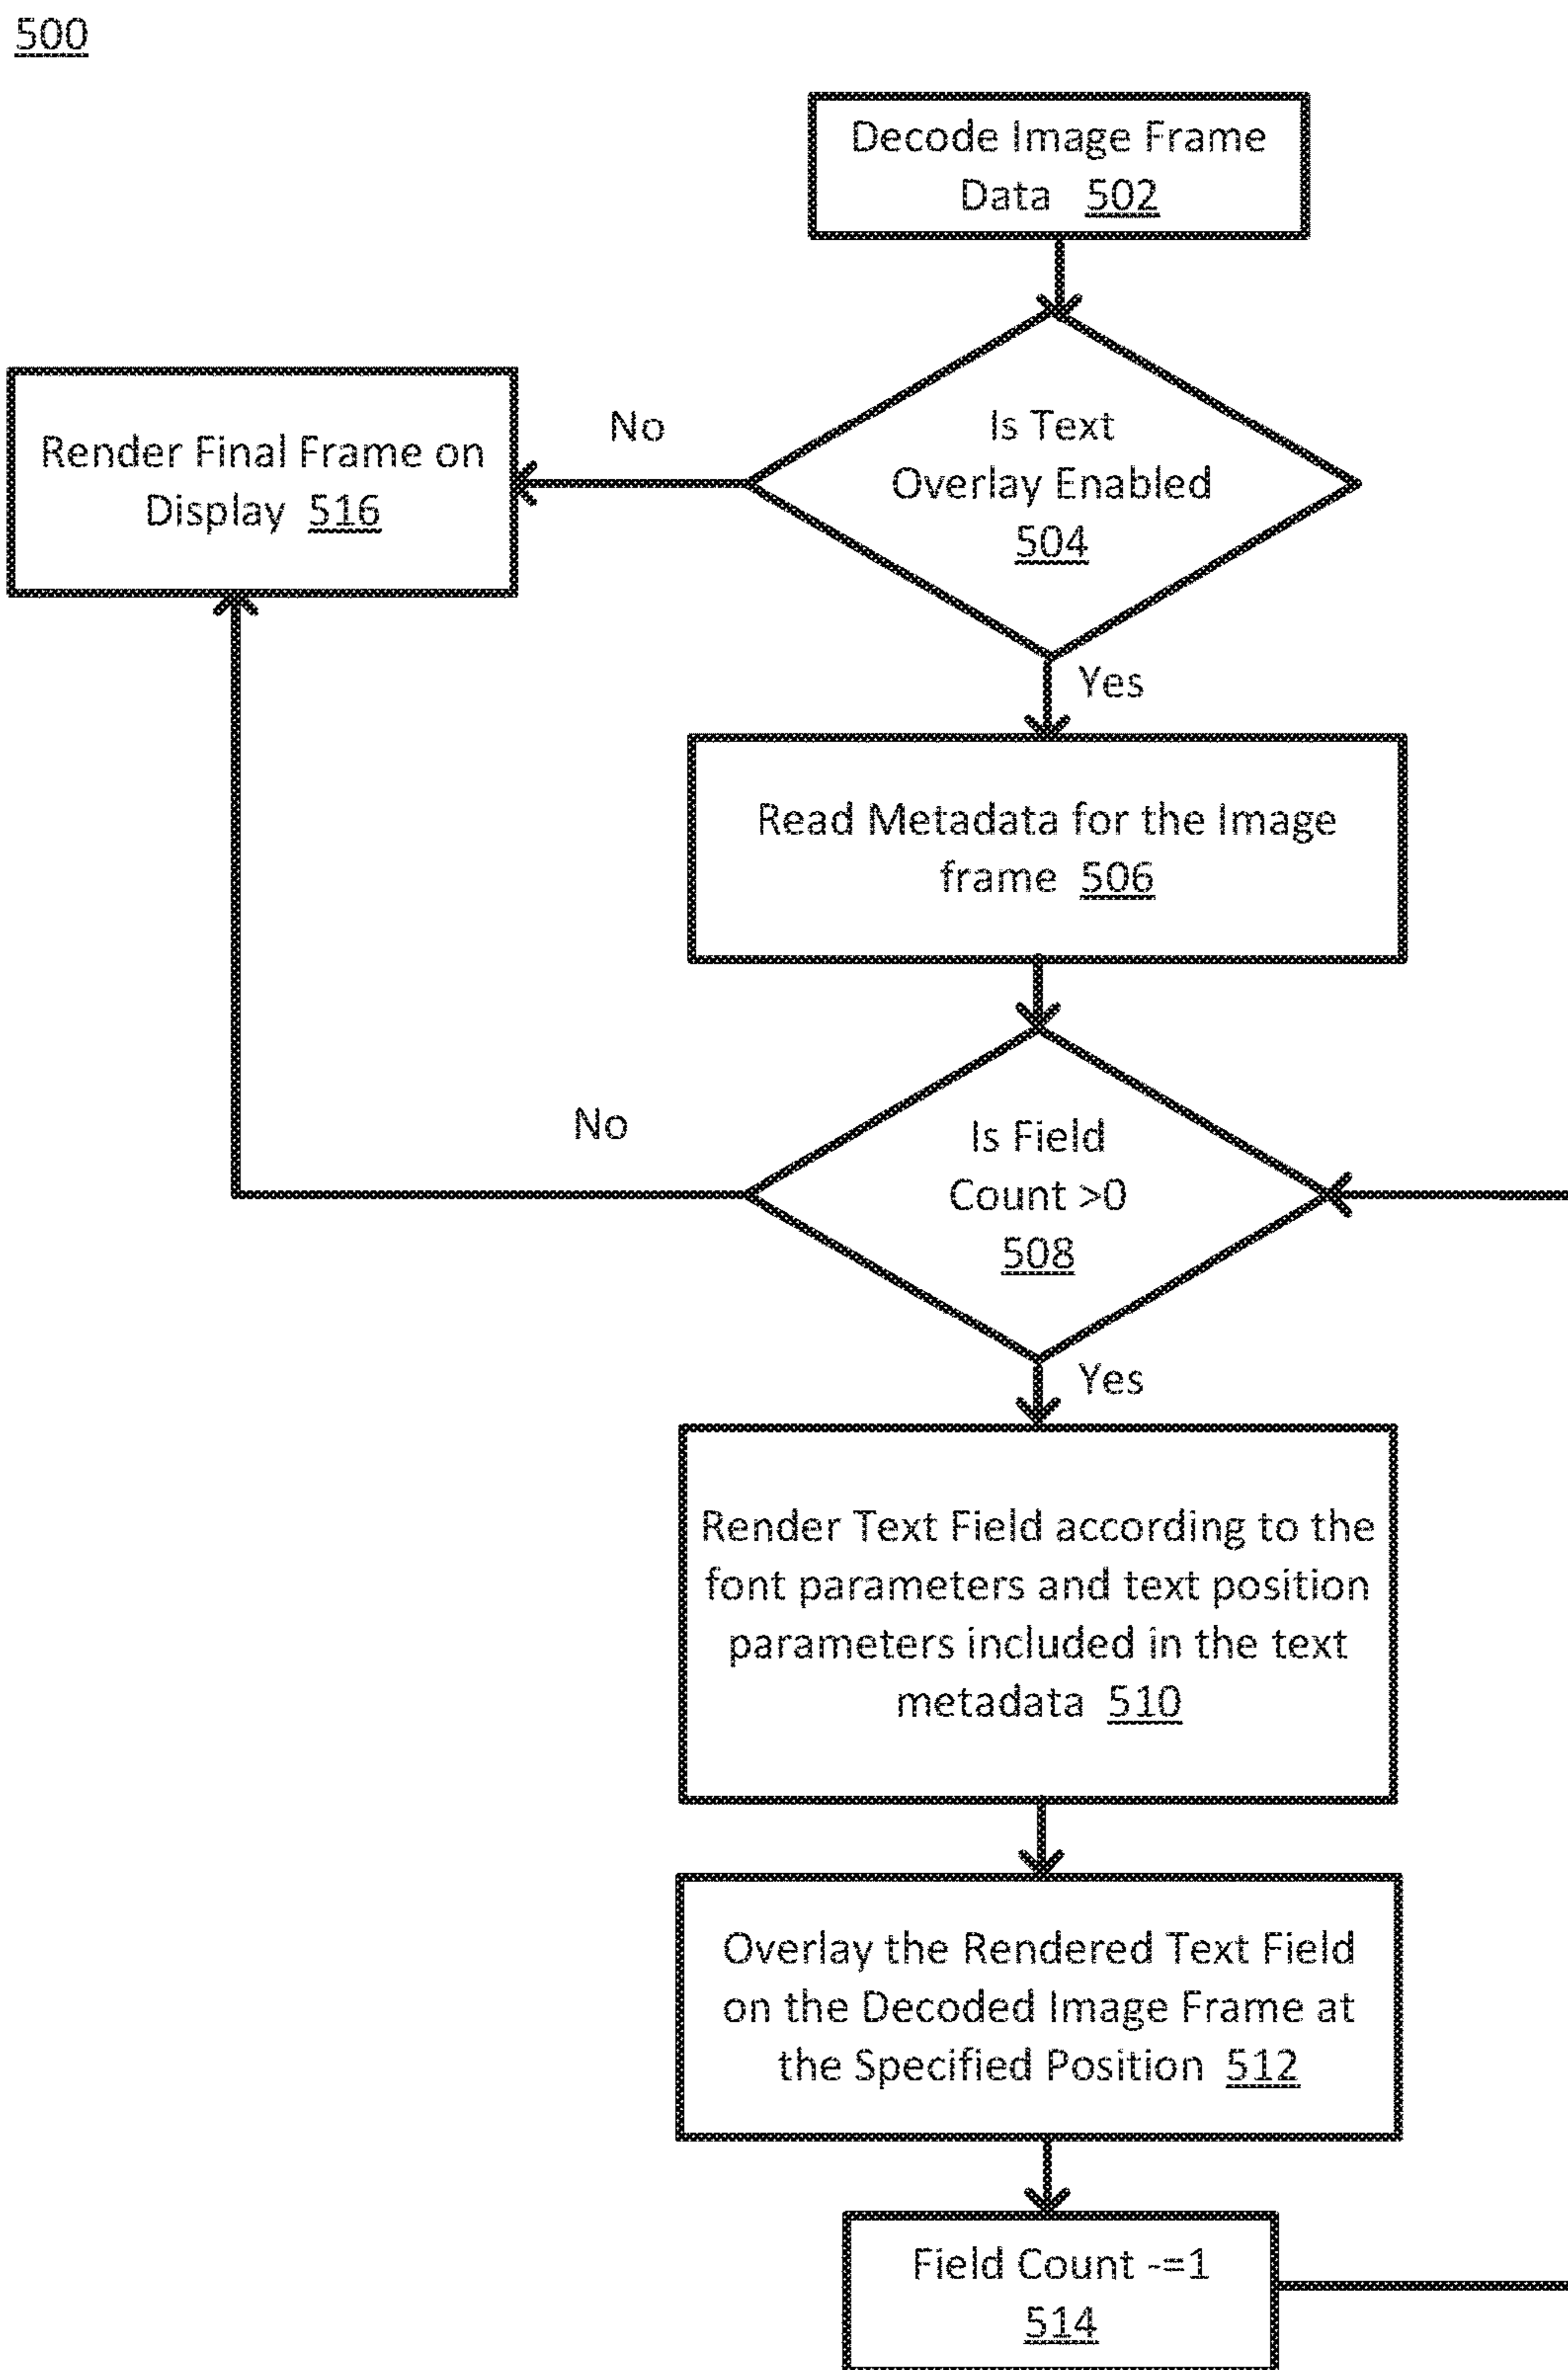 500
Decode Image Frame
Data 502
Is Text
Overlay Enabled
504
No
Render Final Frame on
Display 516
Yes
Read Metadata for the Image
frame 506
Is Field
Count >0
508
No
Yes
Render Text Field according to the
font parameters and text position
parameters included in the text
metadata 510
Overlay the Rendered Text Field
on the Decoded Image Frame at
the Specified Position 512
Field Count -=1
514